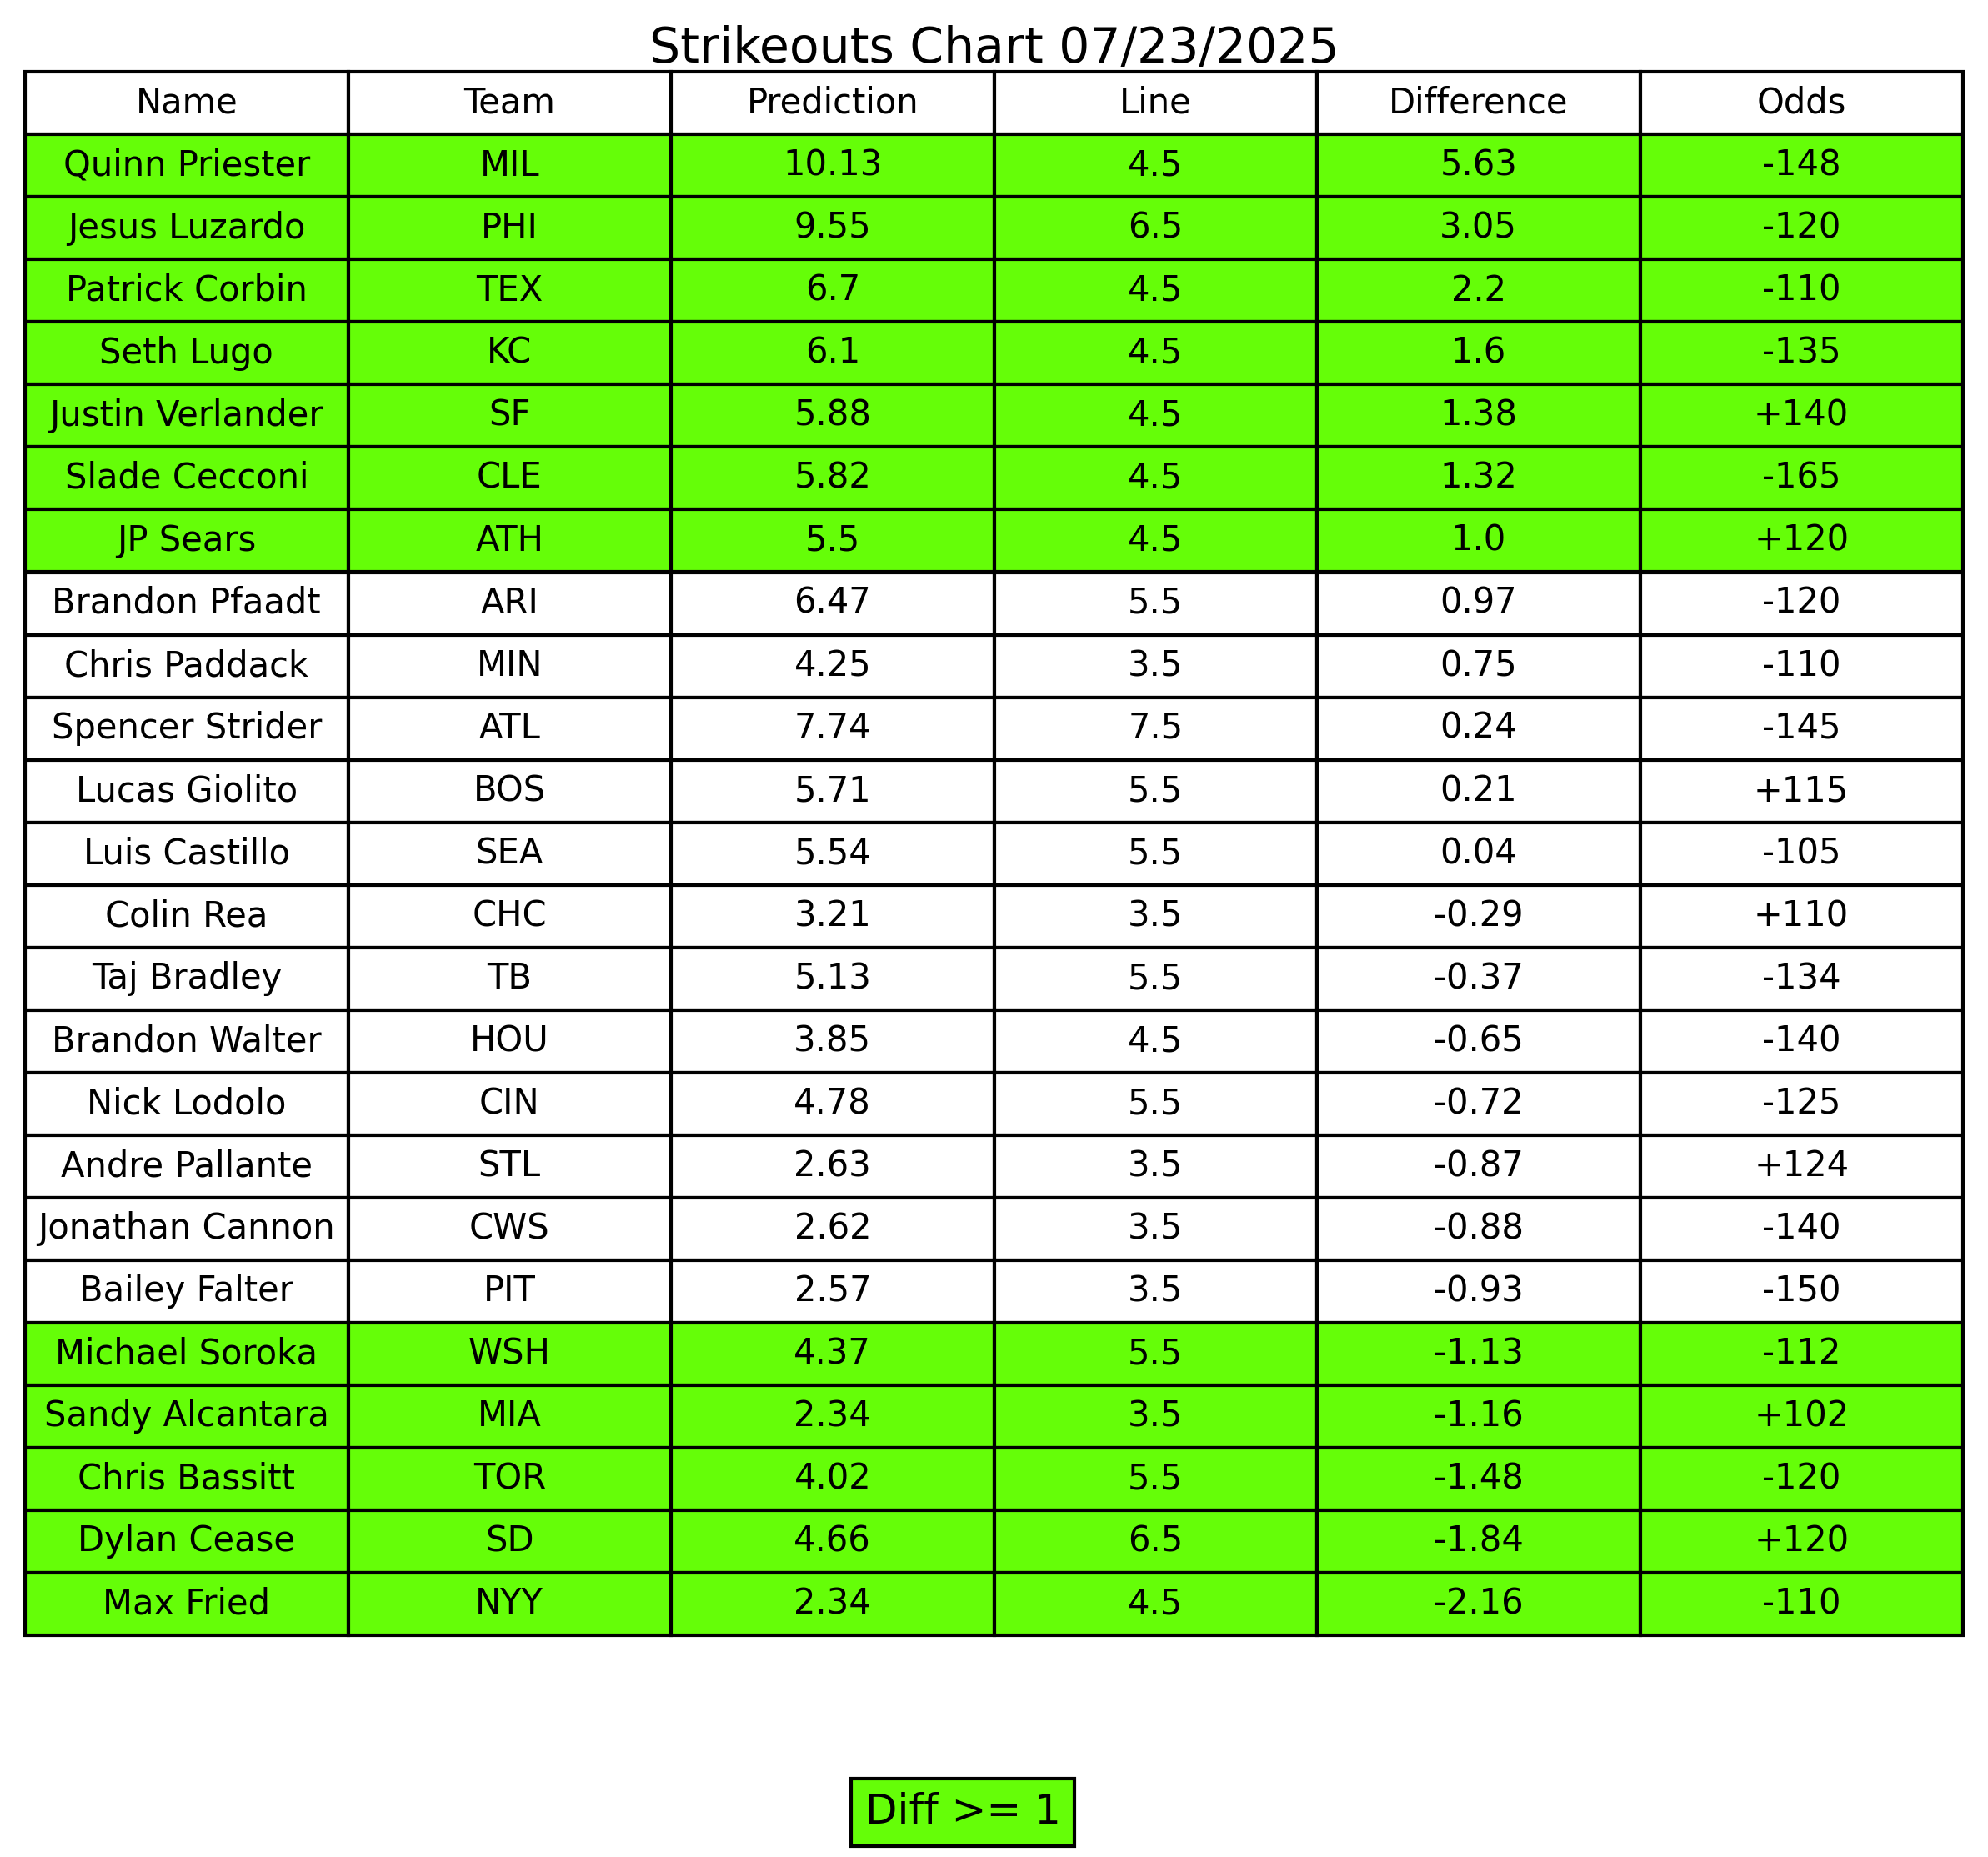 Strikeouts Chart 07/23/2025
Name Team Prediction Line Difference Odds
Quinn Priester MIL 10.13 4.5 5.63 -148
Jesus Luzardo PHI 9.55 6.5 3.05 -120
Patrick Corbin TEX 6.7 4.5 2.2 -110
Seth Lugo KC 6.1 4.5 1.6 -135
Justin Verlander SF 5.88 4.5 1.38 +140
Slade Cecconi CLE 5.82 4.5 1.32 -165
JP Sears ATH 5.5 4.5 1.0 +120
Brandon Pfaadt ARI 6.47 5.5 0.97 -120
Chris Paddack MIN 4.25 3.5 0.75 -110
Spencer Strider ATL 7.74 7.5 0.24 -145
Lucas Giolito BOS 5.71 5.5 0.21 +115
Luis Castillo SEA 5.54 5.5 0.04 -105
Colin Rea CHC 3.21 3.5 -0.29 +110
Taj Bradley TB 5.13 5.5 -0.37 -134
Brandon Walter HOU 3.85 4.5 -0.65 -140
Nick Lodolo CIN 4.78 5.5 -0.72 -125
Andre Pallante STL 2.63 3.5 -0.87 +124
Jonathan Cannon CWS 2.62 3.5 -0.88 -140
Bailey Falter PIT 2.57 3.5 -0.93 -150
Michael Soroka WSH 4.37 5.5 -1.13 -112
Sandy Alcantara MIA 2.34 3.5 -1.16 +102
Chris Bassitt TOR 4.02 5.5 -1.48 -120
Dylan Cease SD 4.66 6.5 -1.84 +120
Max Fried NYY 2.34 4.5 -2.16 -110
Diff >= 1